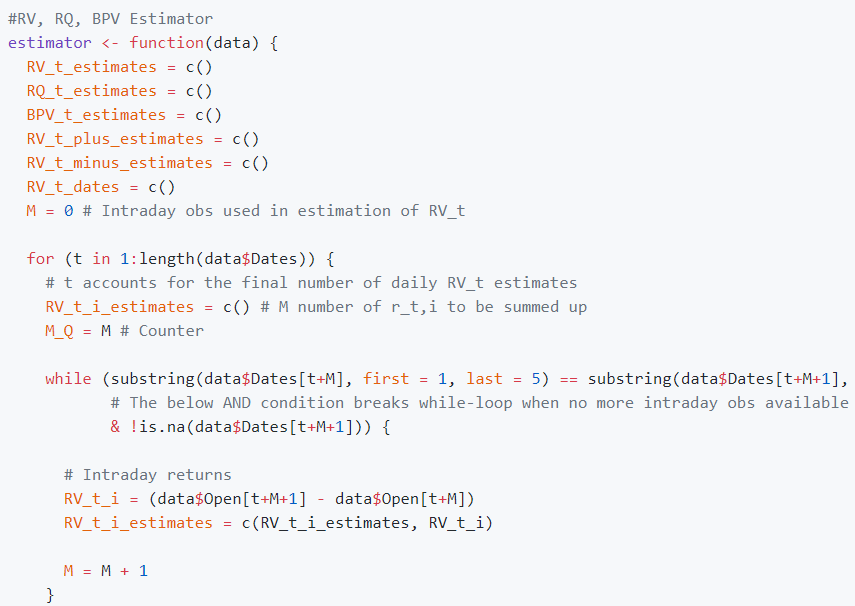 #RV, RQ, BPV Estimator
estimator <- function(data) {
  RV_t_estimates = c()
  RQ_t_estimates = c()
  BPV_t_estimates = c()
  RV_t_plus_estimates = c()
  RV_t_minus_estimates = c()
  RV_t_dates = c()
  M = 0 # Intraday obs used in estimation of RV_t

  for (t in 1:length(data$Dates)) {
    # t accounts for the final number of daily RV_t estimates
    RV_t_i_estimates = c() # M number of r_t,i to be summed up
    M_Q = M # Counter

    while (substring(data$Dates[t+M], first = 1, last = 5) == substring(data$Dates[t+M+1],
           # The below AND condition breaks while-loop when no more intraday obs available
           & !is.na(data$Dates[t+M+1])) {

      # Intraday returns
      RV_t_i = (data$Open[t+M+1] - data$Open[t+M])
      RV_t_i_estimates = c(RV_t_i_estimates, RV_t_i)

      M = M + 1
    }